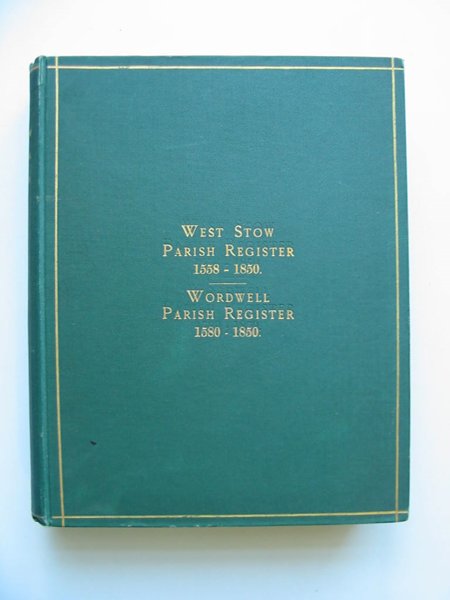 WEST STOW
PARISH REGISTER
1558 - 1850.
WORDWELL
PARISH REGISTER
1580 - 1850.